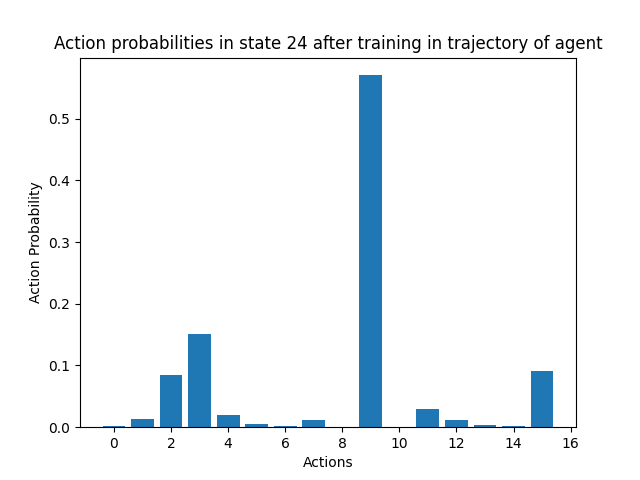 Action probabilities in state 24 after training in trajectory of agent
Action Probability
0.5
0.4
0.3
0.2
0.1
0.0
0 2 4 6 8 10 12 14 16
Actions